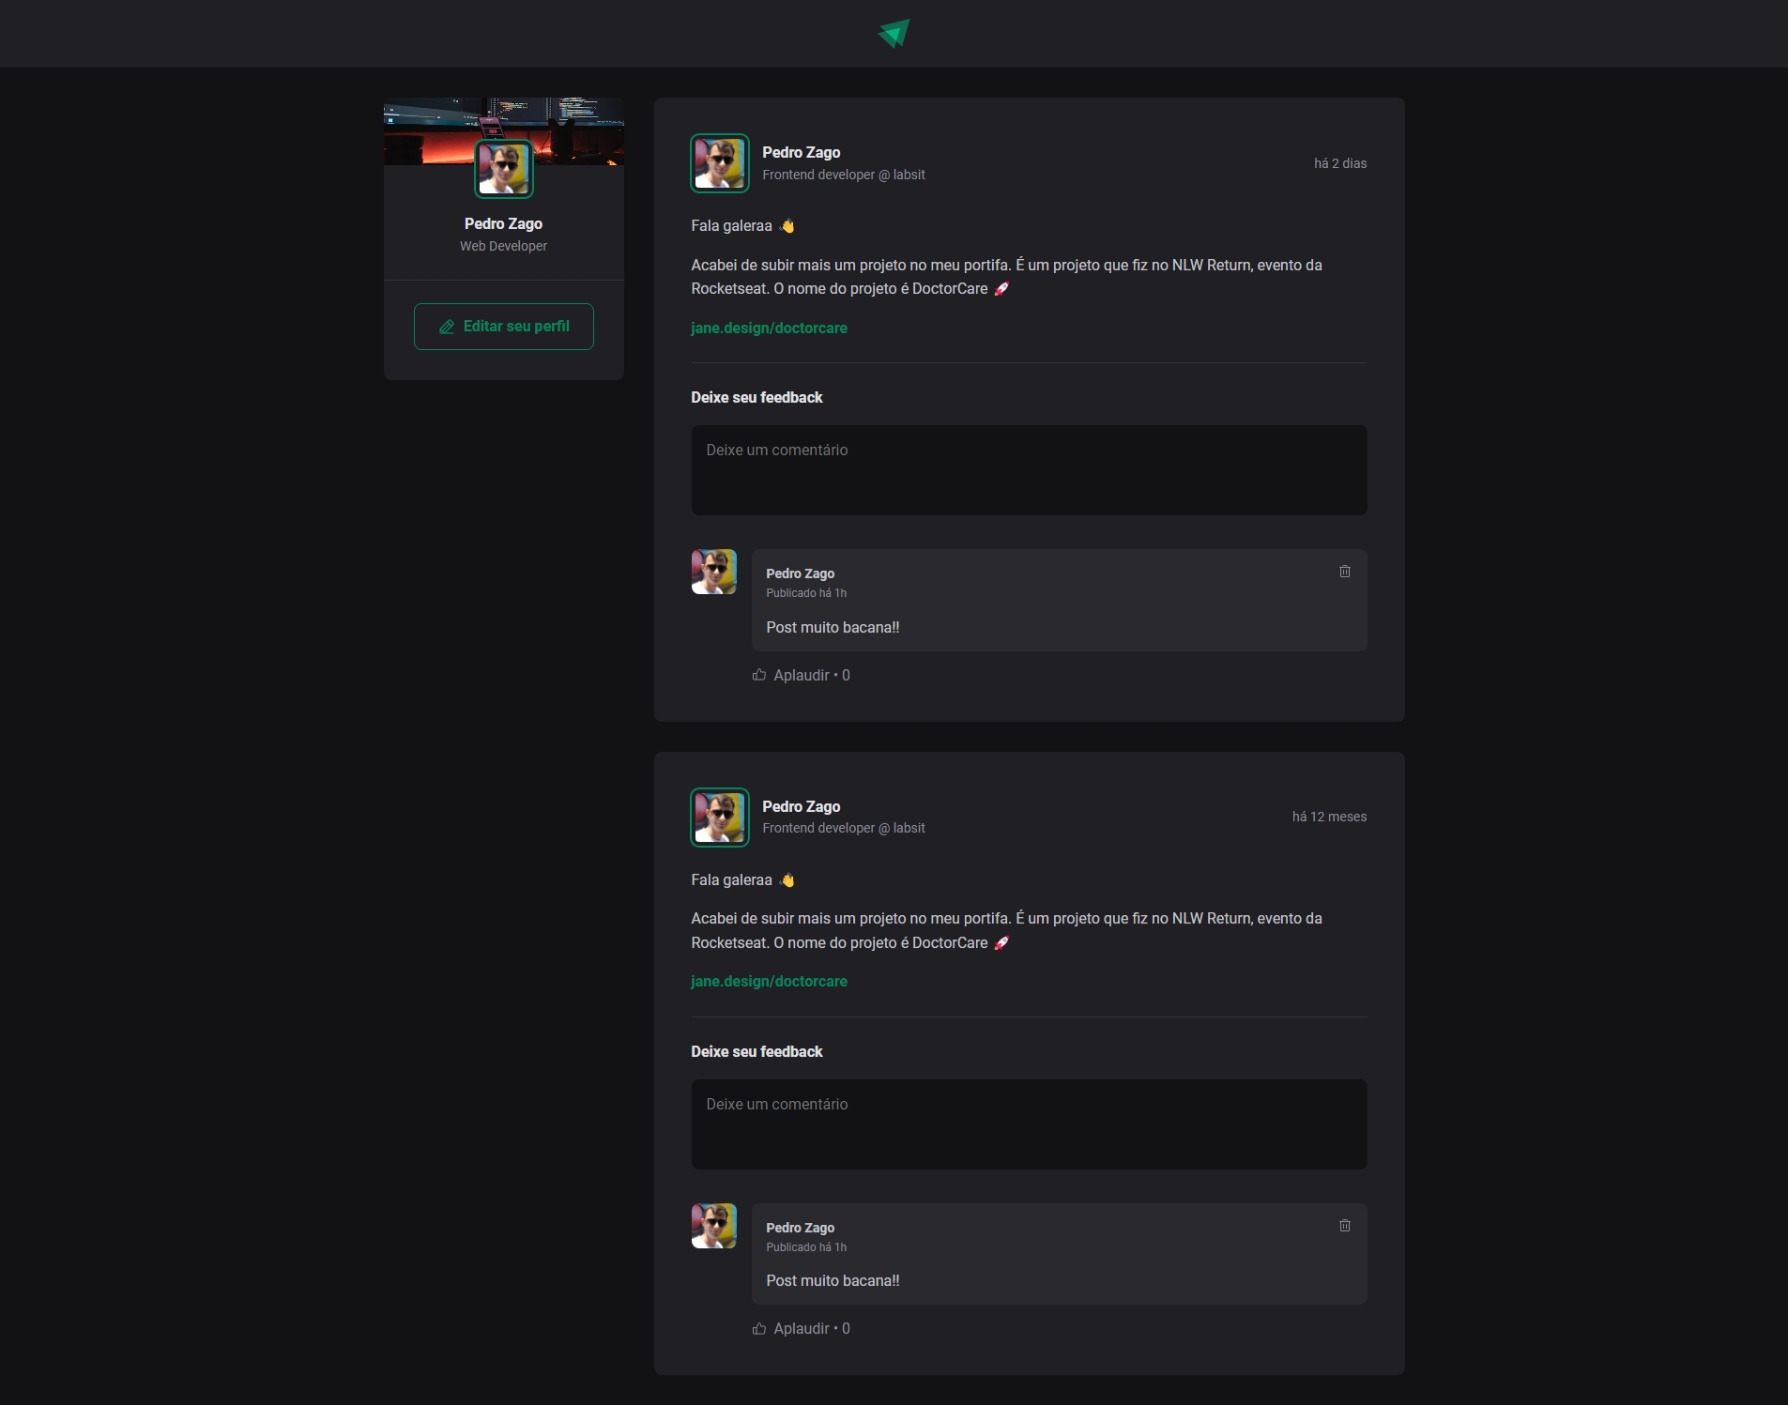 Pedro Zago
Web Developer
Editar seu perfil
Pedro Zago
Frontend developer @ labsit
há 2 dias
Fala galeraa 👋
Acabei de subir mais um projeto no meu portifa. É um projeto que fiz no NLW Return, evento da
Rocketseat. O nome do projeto é DoctorCare 🚀
jane.design/doctorcare
Deixe seu feedback
Deixe um comentário
Pedro Zago
Publicado há 1h
Post muito bacana!!
Aplaudir • 0
Pedro Zago
Frontend developer @ labsit
há 12 meses
Fala galeraa 👋
Acabei de subir mais um projeto no meu portifa. É um projeto que fiz no NLW Return, evento da
Rocketseat. O nome do projeto é DoctorCare 🚀
jane.design/doctorcare
Deixe seu feedback
Deixe um comentário
Pedro Zago
Publicado há 1h
Post muito bacana!!
Aplaudir • 0